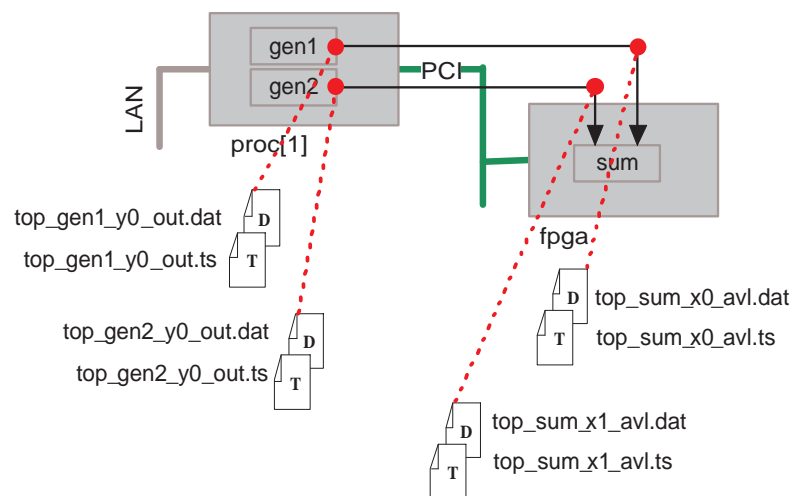 gen1
gen2
PCI
LAN
proc[1]
sum
fpga
top_gen1_y0_out.dat
D
top_gen1_y0_out.ts
T
top_sum_x0_avl.dat
D
top_sum_x0_avl.ts
T
top_gen2_y0_out.dat
D
top_gen2_y0_out.ts
T
top_sum_x1_avl.dat
D
top_sum_x1_avl.ts
T